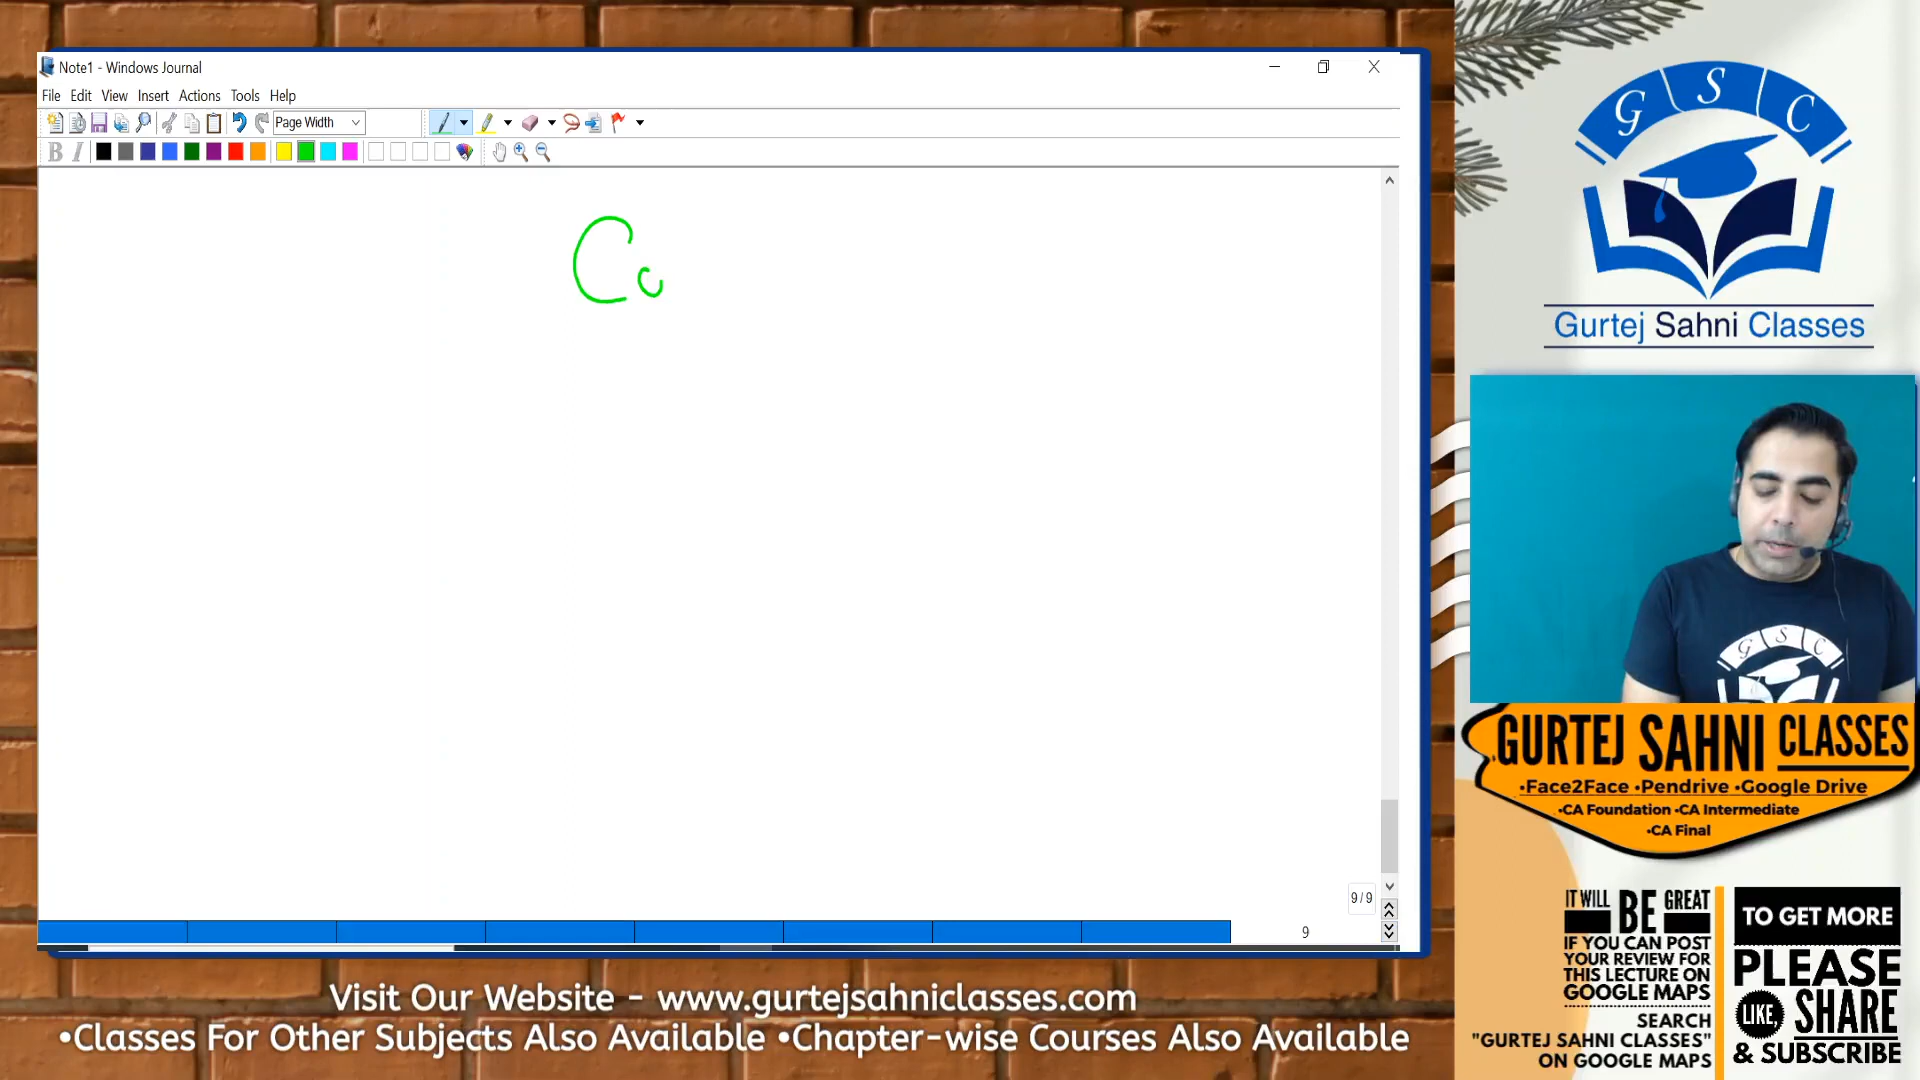 Note1 - Windows Journal
File Edit View Insert Actions Tools Help
Page Width
B I
Co
9 / 9
9
G S C
Gurtej Sahni Classes
G S C
GURTEJ SAHNI CLASSES
•Face2Face •Pendrive •Google Drive
•CA Foundation •CA Intermediate
•CA Final
IT WILL BE GREAT
IF YOU CAN POST
YOUR REVIEW FOR
THIS LECTURE ON
GOOGLE MAPS
SEARCH
"GURTEJ SAHNI CLASSES"
ON GOOGLE MAPS
TO GET MORE
PLEASE
LIKE, SHARE
& SUBSCRIBE
Visit Our Website - www.gurtejsahniclasses.com
•Classes For Other Subjects Also Available •Chapter-wise Courses Also Available